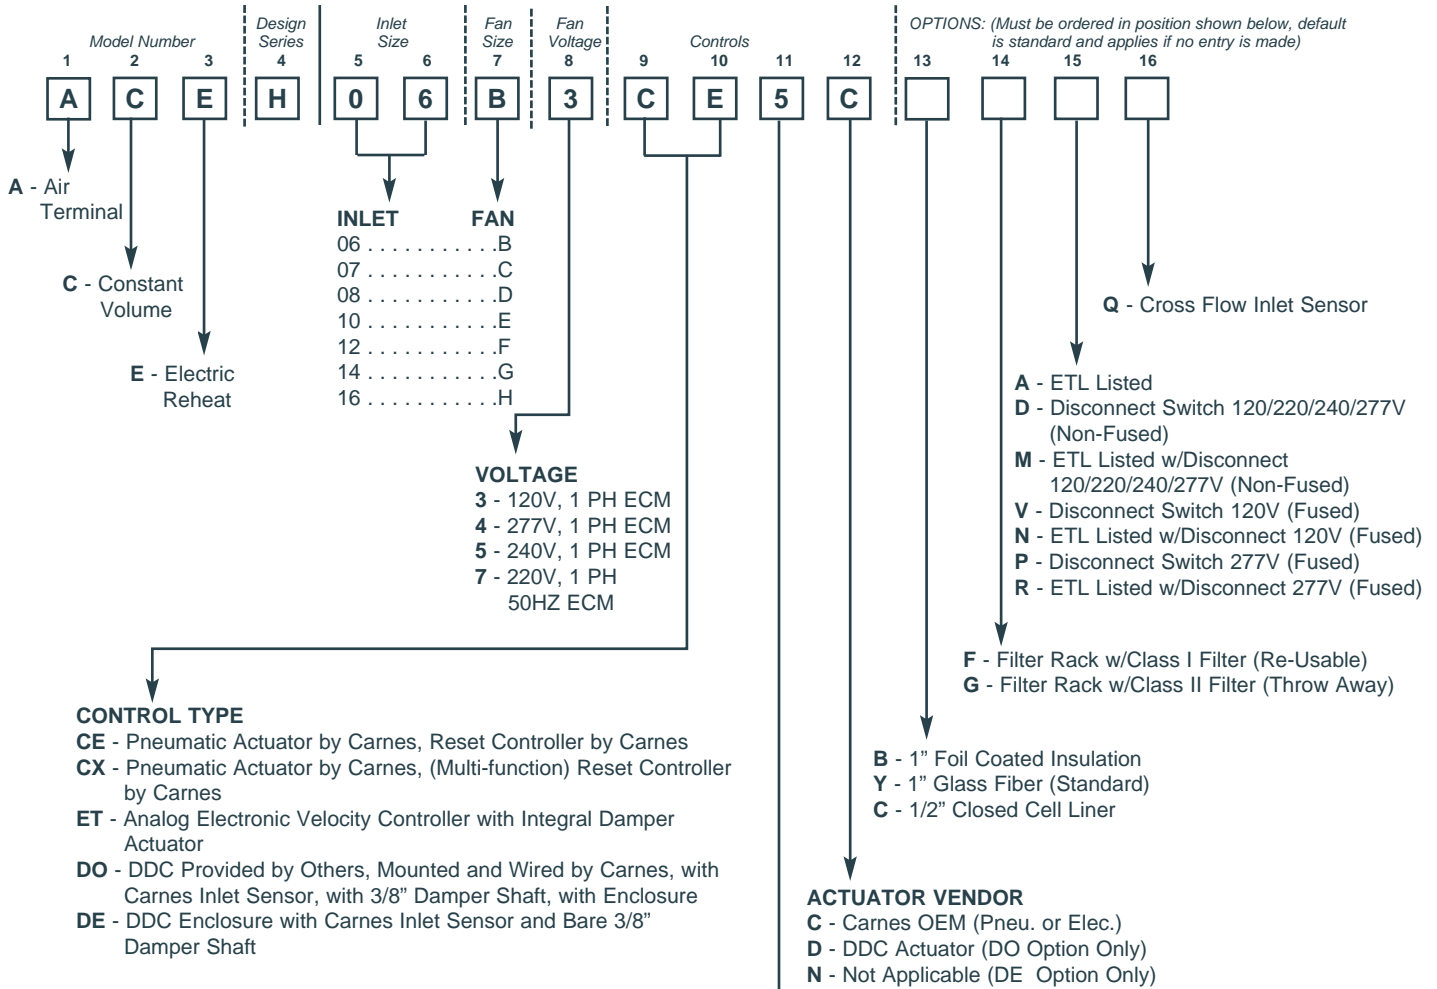 Model Number
Design Series
Inlet Size
Fan Size
Fan Voltage
Controls
OPTIONS: (Must be ordered in position shown below, default
is standard and applies if no entry is made)
1 2 3 4 5 6 7 8 9 10 11 12 13 14 15 16
A C E H 0 6 B 3 C E 5 C
A - Air
Terminal
C - Constant
Volume
E - Electric
Reheat
INLET FAN
06 . . . . . . . . . . .B
07 . . . . . . . . . . .C
08 . . . . . . . . . . .D
10 . . . . . . . . . . .E
12 . . . . . . . . . . .F
14 . . . . . . . . . . .G
16 . . . . . . . . . . .H
VOLTAGE
3 - 120V, 1 PH ECM
4 - 277V, 1 PH ECM
5 - 240V, 1 PH ECM
7 - 220V, 1 PH
50HZ ECM
Q - Cross Flow Inlet Sensor
A - ETL Listed
D - Disconnect Switch 120/220/240/277V
(Non-Fused)
M - ETL Listed w/Disconnect
120/220/240/277V (Non-Fused)
V - Disconnect Switch 120V (Fused)
N - ETL Listed w/Disconnect 120V (Fused)
P - Disconnect Switch 277V (Fused)
R - ETL Listed w/Disconnect 277V (Fused)
F - Filter Rack w/Class I Filter (Re-Usable)
G - Filter Rack w/Class II Filter (Throw Away)
CONTROL TYPE
CE - Pneumatic Actuator by Carnes, Reset Controller by Carnes
CX - Pneumatic Actuator by Carnes, (Multi-function) Reset Controller
by Carnes
ET - Analog Electronic Velocity Controller with Integral Damper
Actuator
DO - DDC Provided by Others, Mounted and Wired by Carnes, with
Carnes Inlet Sensor, with 3/8” Damper Shaft, with Enclosure
DE - DDC Enclosure with Carnes Inlet Sensor and Bare 3/8”
Damper Shaft
B - 1” Foil Coated Insulation
Y - 1” Glass Fiber (Standard)
C - 1/2” Closed Cell Liner
ACTUATOR VENDOR
C - Carnes OEM (Pneu. or Elec.)
D - DDC Actuator (DO Option Only)
N - Not Applicable (DE Option Only)